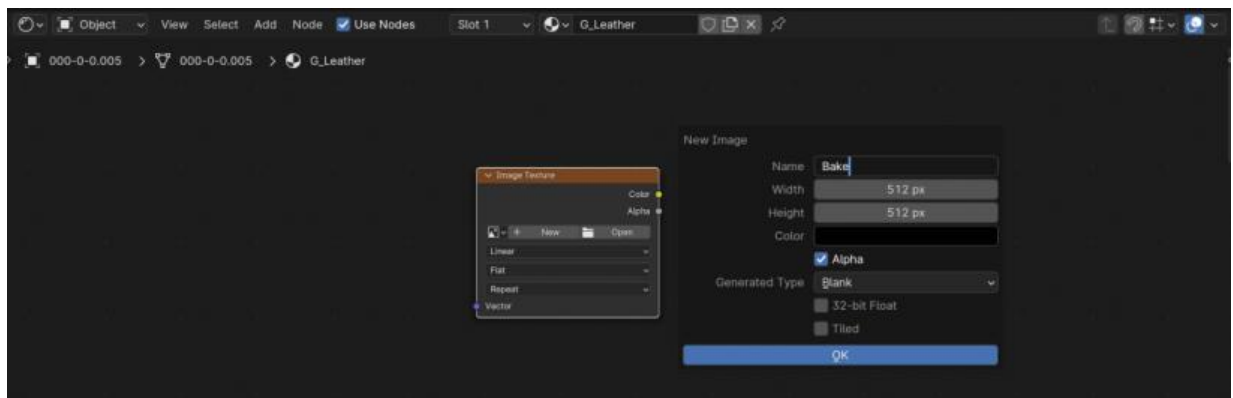 Object View Select Add Node Use Nodes Slot 1 G_Leather
000-0-0.005 > 000-0-0.005 > G_Leather
New Image
Name Bake
Width 512 px
Height 512 px
Color
Alpha
Generated Type Blank
32-bit Float
Tiled
OK
Image Texture
Color
Alpha
New Open
Linear
Flat
Repeat
Vector